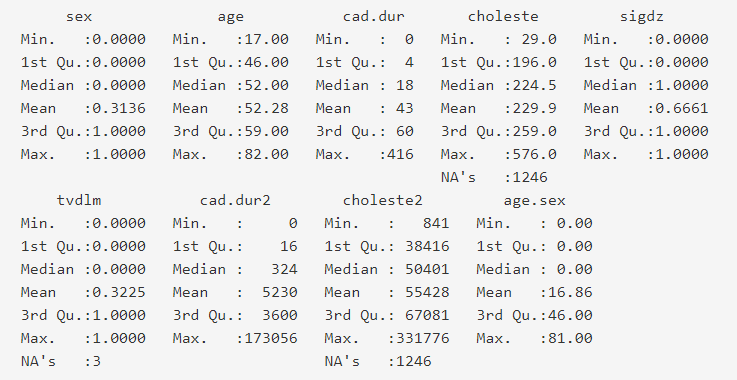 sex age cad.dur choleste sigdz
Min. :0.0000 Min. :17.00 Min. : 0 Min. : 29.0 Min. :0.0000
1st Qu.:0.0000 1st Qu.:46.00 1st Qu.: 4 1st Qu.:196.0 1st Qu.:0.0000
Median :0.0000 Median :52.00 Median : 18 Median :224.5 Median :1.0000
Mean :0.3136 Mean :52.28 Mean : 43 Mean :229.9 Mean :0.6661
3rd Qu.:1.0000 3rd Qu.:59.00 3rd Qu.: 60 3rd Qu.:259.0 3rd Qu.:1.0000
Max. :1.0000 Max. :82.00 Max. :416 Max. :576.0 Max. :1.0000
NA's :1246
tvdlm cad.dur2 choleste2 age.sex
Min. :0.0000 Min. : 0 Min. : 841 Min. : 0.00
1st Qu.:0.0000 1st Qu.: 16 1st Qu.: 38416 1st Qu.: 0.00
Median :0.0000 Median : 324 Median : 50401 Median : 0.00
Mean :0.3225 Mean : 5230 Mean : 55428 Mean :16.86
3rd Qu.:1.0000 3rd Qu.: 3600 3rd Qu.: 67081 3rd Qu.:46.00
Max. :1.0000 Max. :173056 Max. :331776 Max. :81.00
NA's :3 NA's :1246